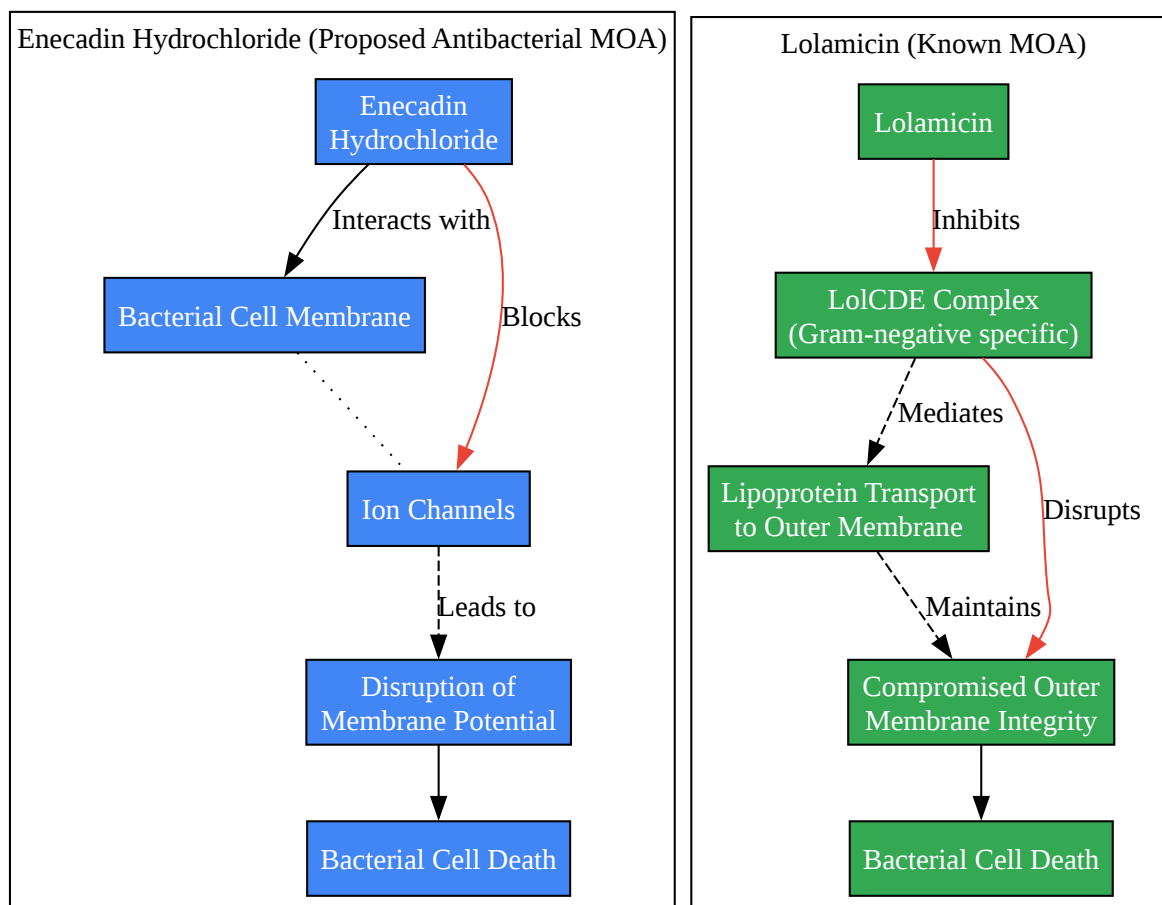 Enecadin Hydrochloride (Proposed Antibacterial MOA)
Enecadin
Hydrochloride
Interacts with
Bacterial Cell Membrane
Blocks
Ion Channels
Leads to
Disruption of
Membrane Potential
Bacterial Cell Death
Lolamicin (Known MOA)
Lolamicin
Inhibits
LolCDE Complex
(Gram-negative specific)
Mediates
Lipoprotein Transport
to Outer Membrane
Disrupts
Maintains
Compromised Outer
Membrane Integrity
Bacterial Cell Death